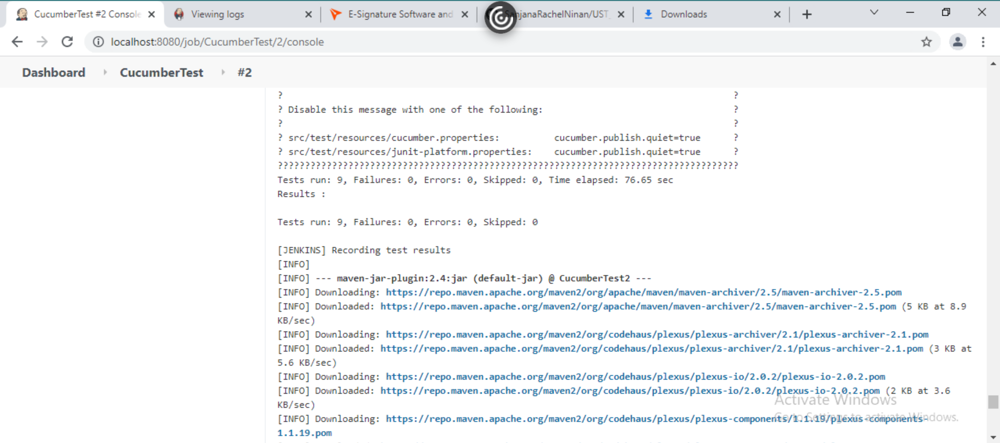 CucumberTest #2 Console
Viewing logs
E-Signature Software and
SanjanaRachelNinan/UST_
Downloads
localhost:8080/job/CucumberTest/2/console
Dashboard
CucumberTest
#2
? ?
? Disable this message with one of the following: ?
? ?
? src/test/resources/cucumber.properties: cucumber.publish.quiet=true ?
? src/test/resources/junit-platform.properties: cucumber.publish.quiet=true ?
?????????????????????????????????????????????????????????????????????????????????????
Tests run: 9, Failures: 0, Errors: 0, Skipped: 0, Time elapsed: 76.65 sec
Results :
Tests run: 9, Failures: 0, Errors: 0, Skipped: 0
[JENKINS] Recording test results
[INFO]
[INFO] --- maven-jar-plugin:2.4:jar (default-jar) @ CucumberTest2 ---
[INFO] Downloading: https://repo.maven.apache.org/maven2/org/apache/maven/maven-archiver/2.5/maven-archiver-2.5.pom
[INFO] Downloaded: https://repo.maven.apache.org/maven2/org/apache/maven/maven-archiver/2.5/maven-archiver-2.5.pom (5 KB at 8.9
KB/sec)
[INFO] Downloading: https://repo.maven.apache.org/maven2/org/codehaus/plexus/plexus-archiver/2.1/plexus-archiver-2.1.pom
[INFO] Downloaded: https://repo.maven.apache.org/maven2/org/codehaus/plexus/plexus-archiver/2.1/plexus-archiver-2.1.pom (3 KB at
5.6 KB/sec)
[INFO] Downloading: https://repo.maven.apache.org/maven2/org/codehaus/plexus/plexus-io/2.0.2/plexus-io-2.0.2.pom
[INFO] Downloaded: https://repo.maven.apache.org/maven2/org/codehaus/plexus/plexus-io/2.0.2/plexus-io-2.0.2.pom (2 KB at 3.6
KB/sec)
Activate Windows
[INFO] Downloading: https://repo.maven.apache.org/maven2/org/codehaus/plexus/plexus-components/1.1.19/plexus-components-
Go to Settings to activate Windows.
1.1.19.pom